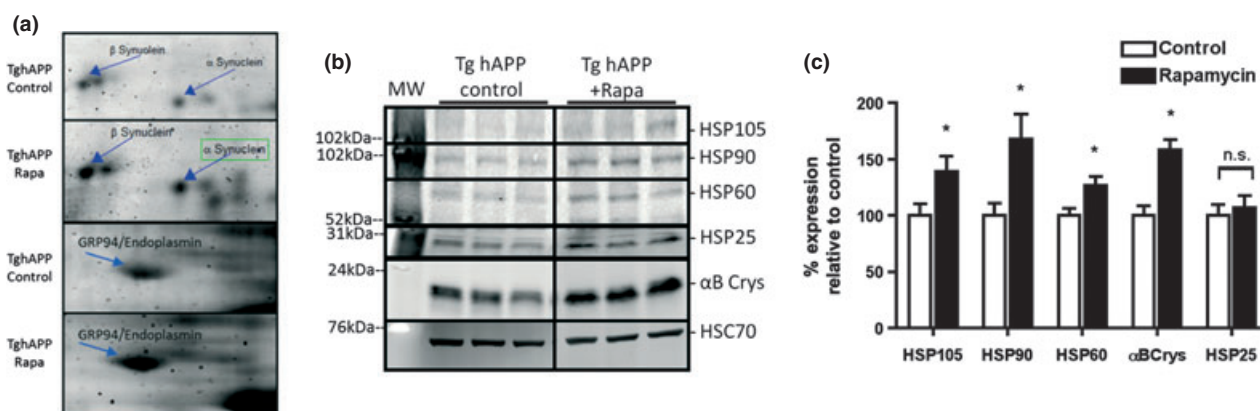 (a)
β Synuolein
α Synuclein
TghAPP
Control
β Synuclein
α Synuclein
TghAPP
Rapa
GRP94/Endoplasmin
TghAPP
Control
GRP94/Endoplasmin
TghAPP
Rapa
(b)
MW
Tg hAPP
control
Tg hAPP
+Rapa
102kDa--
102kDa--
52kDa--
31kDa--
24kDa--
76kDa--
-HSP105
-HSP90
-HSP60
-HSP25
-αB Crys
-HSC70
(c)
Control
Rapamycin
% expression
relative to control
200
150
100
50
0
*
*
*
*
n.s.
HSP105
HSP90
HSP60
αBCrys
HSP25